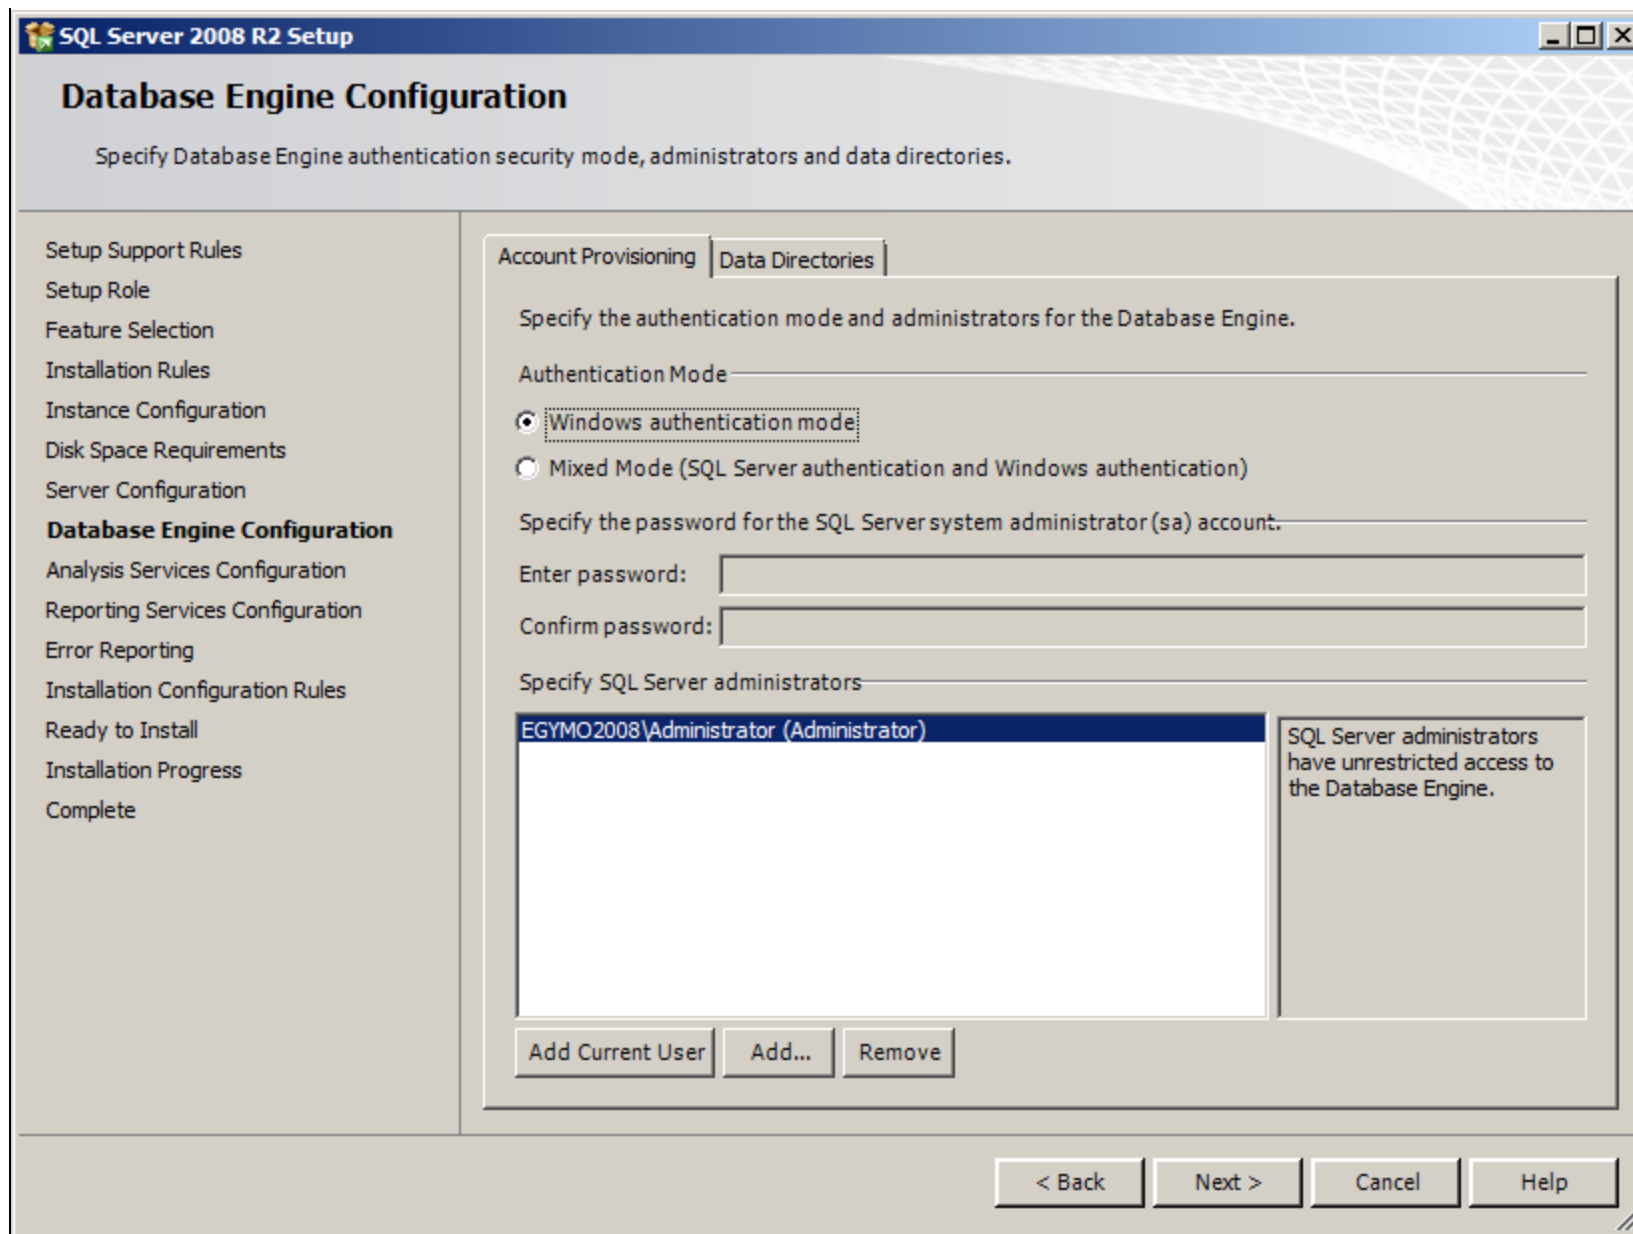 SQL Server 2008 R2 Setup
Database Engine Configuration
Specify Database Engine authentication security mode, administrators and data directories.
Setup Support Rules
Setup Role
Feature Selection
Installation Rules
Instance Configuration
Disk Space Requirements
Server Configuration
Database Engine Configuration
Analysis Services Configuration
Reporting Services Configuration
Error Reporting
Installation Configuration Rules
Ready to Install
Installation Progress
Complete
Account Provisioning
Data Directories
Specify the authentication mode and administrators for the Database Engine.
Authentication Mode
Windows authentication mode
Mixed Mode (SQL Server authentication and Windows authentication)
Specify the password for the SQL Server system administrator (sa) account.
Enter password:
Confirm password:
Specify SQL Server administrators
EGYMO2008\Administrator (Administrator)
SQL Server administrators
have unrestricted access to
the Database Engine.
Add Current User
Add...
Remove
< Back
Next >
Cancel
Help